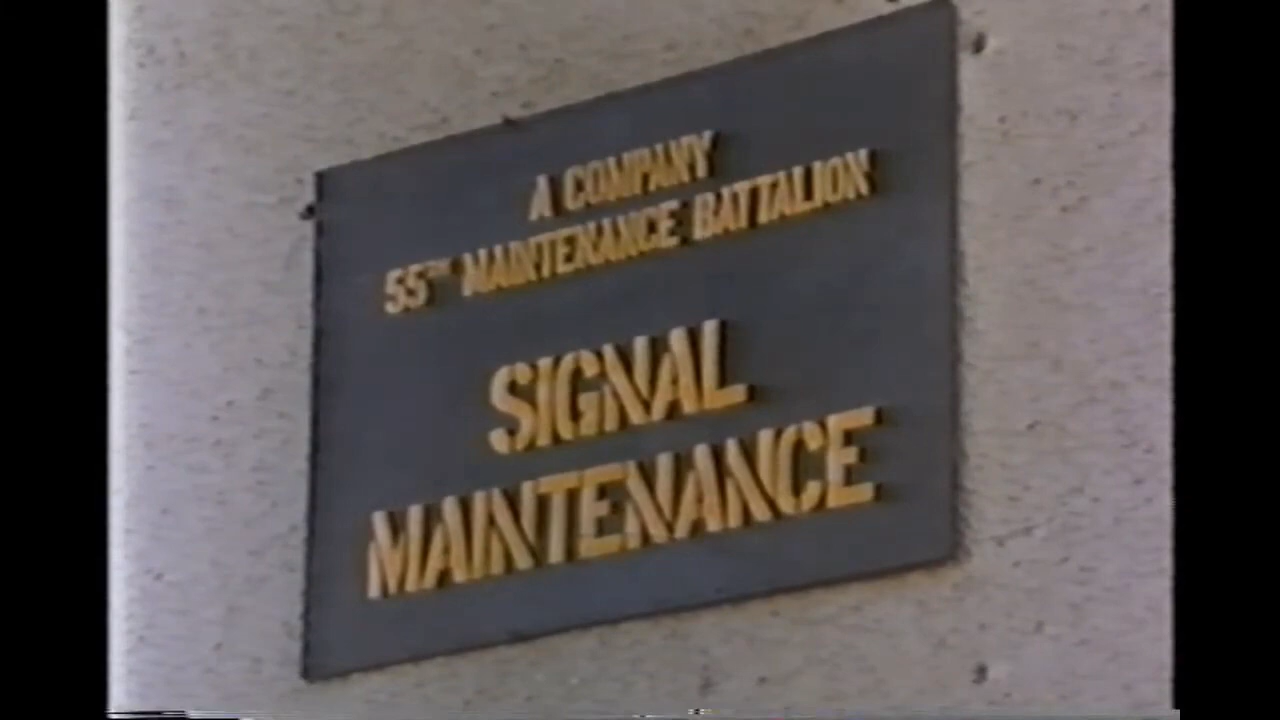 A COMPANY
55TH MAINTENANCE BATTALION
SIGNAL
MAINTENANCE